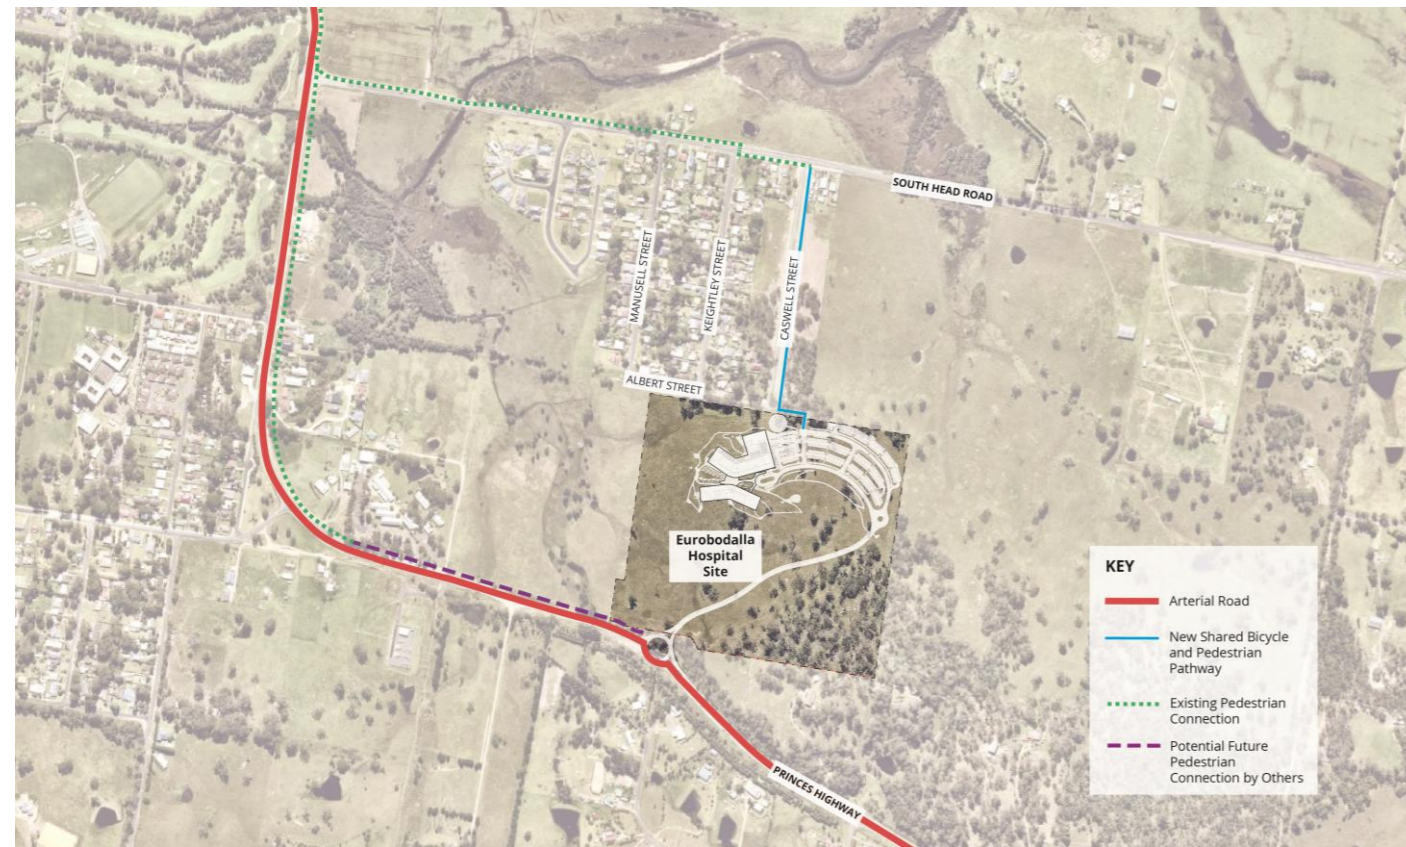 SOUTH HEAD ROAD
MANUSELL STREET
KEIGHTLEY STREET
CASWELL STREET
ALBERT STREET
Eurobodalla
Hospital
Site
PRINCES HIGHWAY
KEY
Arterial Road
New Shared Bicycle
and Pedestrian
Pathway
Existing Pedestrian
Connection
Potential Future
Pedestrian
Connection by Others